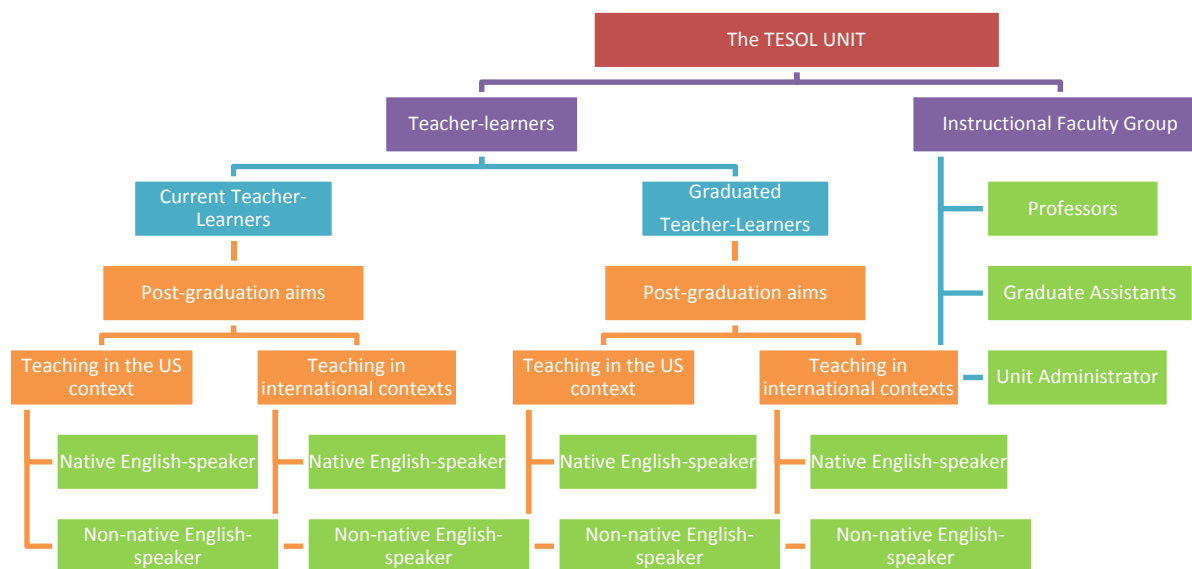 The TESOL UNIT
Teacher-learners
Instructional Faculty Group
Current Teacher-
Learners
Graduated
Teacher-Learners
Professors
Post-graduation aims
Post-graduation aims
Graduate Assistants
Teaching in the US
context
Teaching in
international contexts
Teaching in the US
context
Teaching in
international contexts
Unit Administrator
Native English-speaker
Native English-speaker
Native English-speaker
Native English-speaker
Non-native English-
speaker
Non-native English-
speaker
Non-native English-
speaker
Non-native English-
speaker